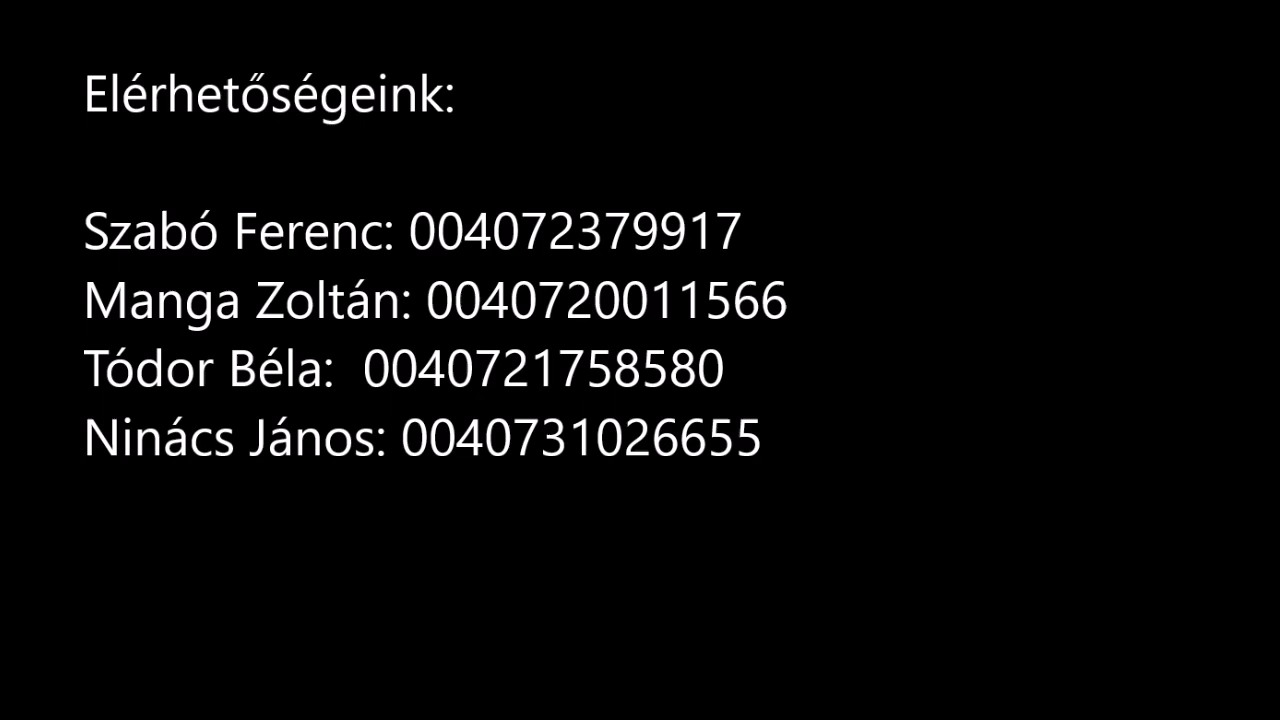 Elérhetőségeink:
Szabó Ferenc: 004072379917
Manga Zoltán: 0040720011566
Tódor Béla:  0040721758580
Ninács János: 0040731026655